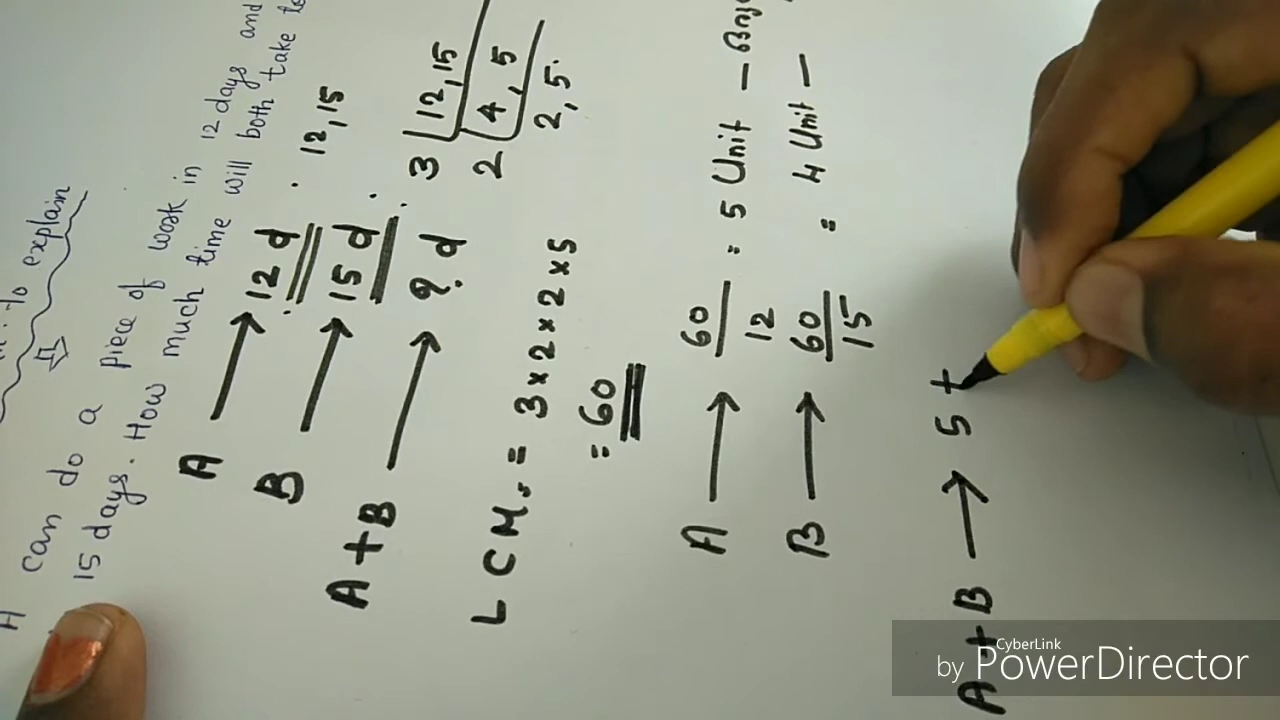 to explain
A can do a piece of work in 12 days and
15 days. How much time will both take to
A → 12 d
B → 15 d
A+B → ? d
12, 15
3 12, 15
2 4, 5
2, 5
LCM = 3 x 2 x 2 x 5
= 60
A → 60/12 = 5 Unit —
B → 60/15 = 4 Unit —
A+B → 5 +
by CyberLink PowerDirector